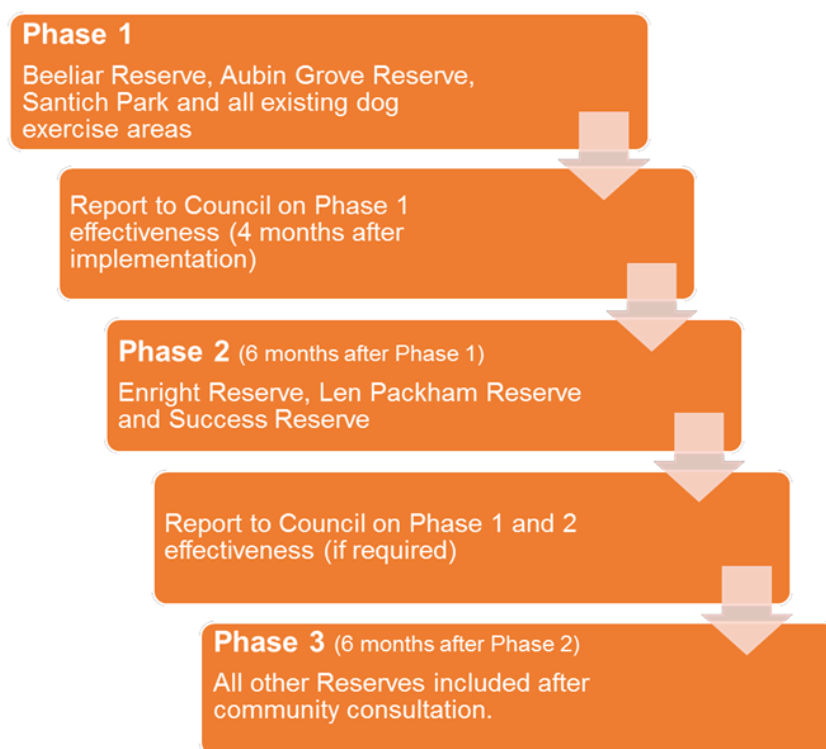 Phase 1
Beeliar Reserve, Aubin Grove Reserve,
Santich Park and all existing dog
exercise areas
Report to Council on Phase 1
effectiveness (4 months after
implementation)
Phase 2 (6 months after Phase 1)
Enright Reserve, Len Packham Reserve
and Success Reserve
Report to Council on Phase 1 and 2
effectiveness (if required)
Phase 3 (6 months after Phase 2)
All other Reserves included after
community consultation.